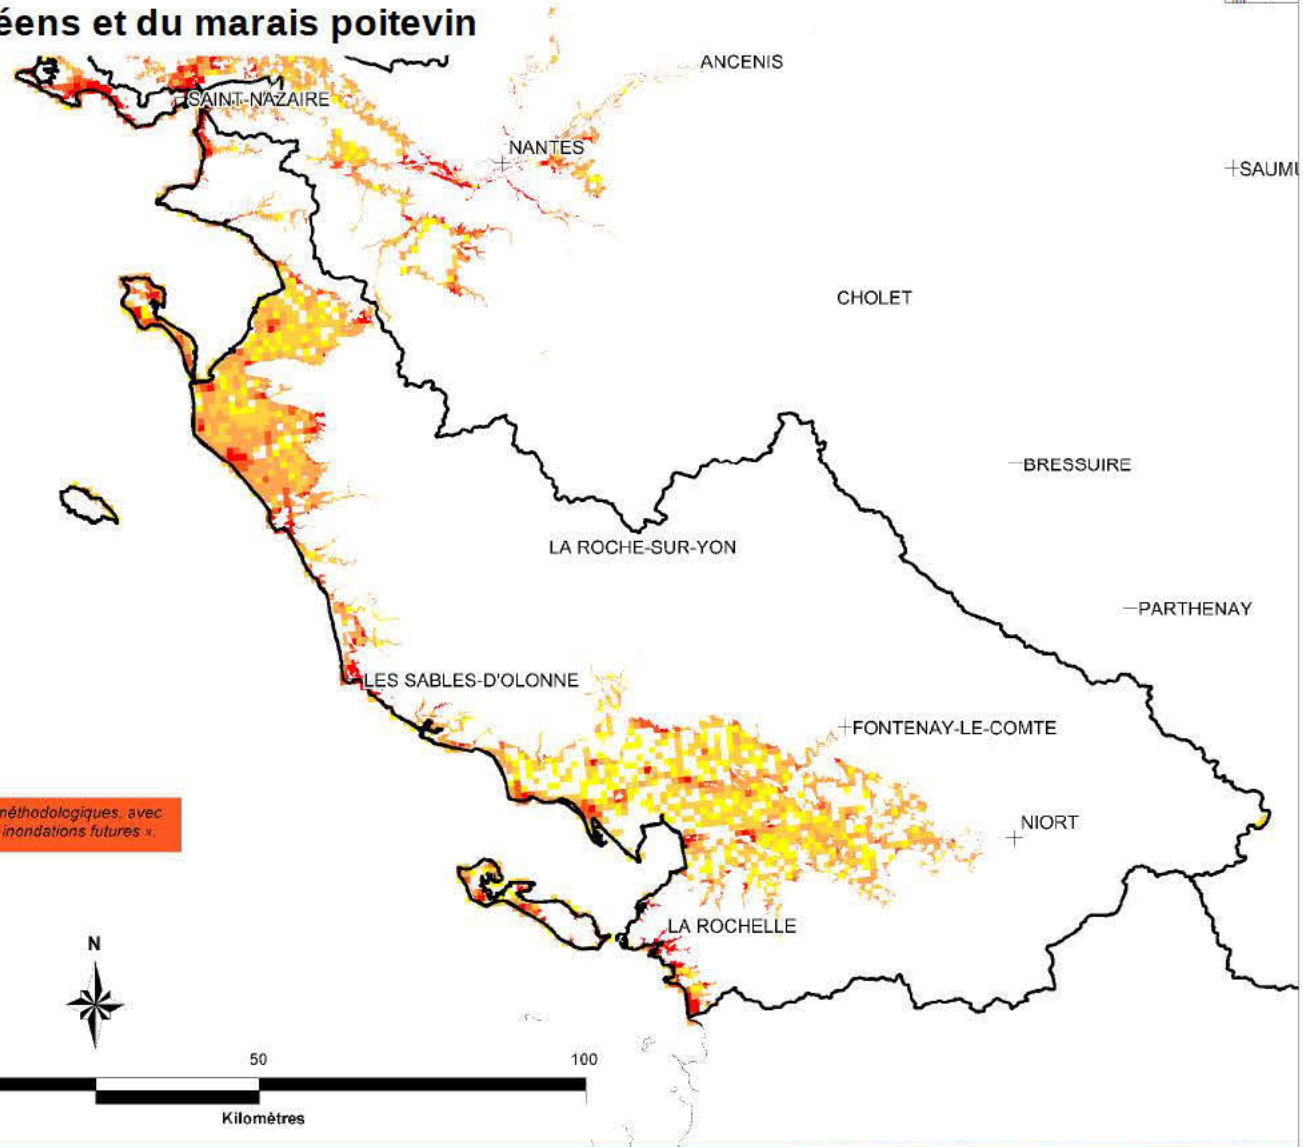 éens et du marais poitevin
ANCENIS
SAINT-NAZAIRE
NANTES
SAUMU
CHOLET
BRESSUIRE
LA ROCHE-SUR-YON
PARTHENAY
LES SABLES-D'OLONNE
FONTENAY-LE-COMTE
méthodologiques, avec
inondations futures ».
NIORT
LA ROCHELLE
N
50 100
Kilomètres